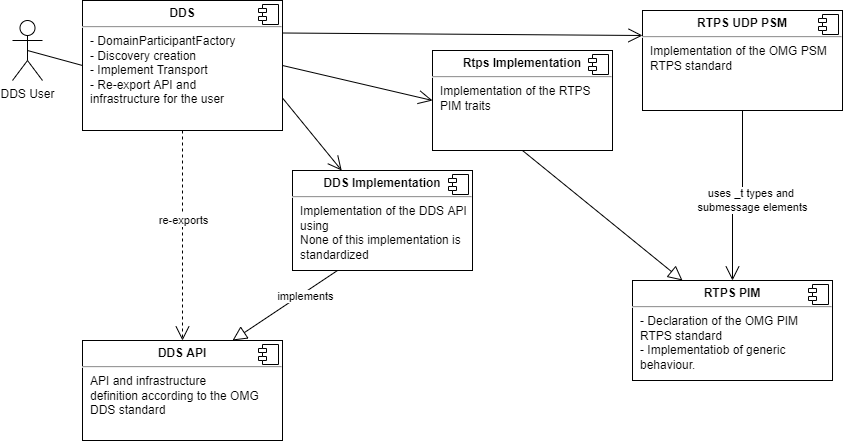 DDS
- DomainParticipantFactory
- Discovery creation
- Implement Transport
- Re-export API and
infrastructure for the user
DDS User
RTPS UDP PSM
Implementation of the OMG PSM
RTPS standard
Rtps Implementation
Implementation of the RTPS
PIM traits
DDS Implementation
Implementation of the DDS API
using
None of this implementation is
standardized
uses _t types and
submessage elements
re-exports
implements
RTPS PIM
- Declaration of the OMG PIM
RTPS standard
- Implementatiob of generic
behaviour.
DDS API
API and infrastructure
definition according to the OMG
DDS standard